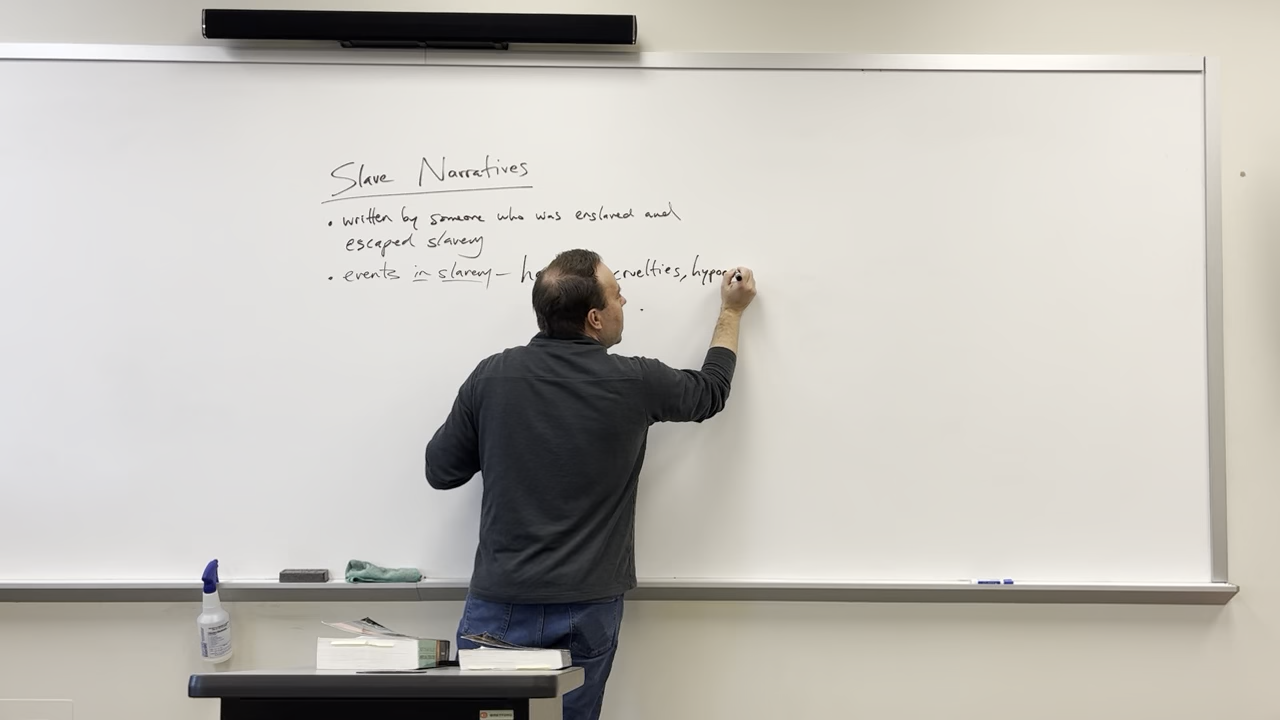 Slave Narratives
• written by someone who was enslaved and
escaped slavery
• events in slavery – cruelties,